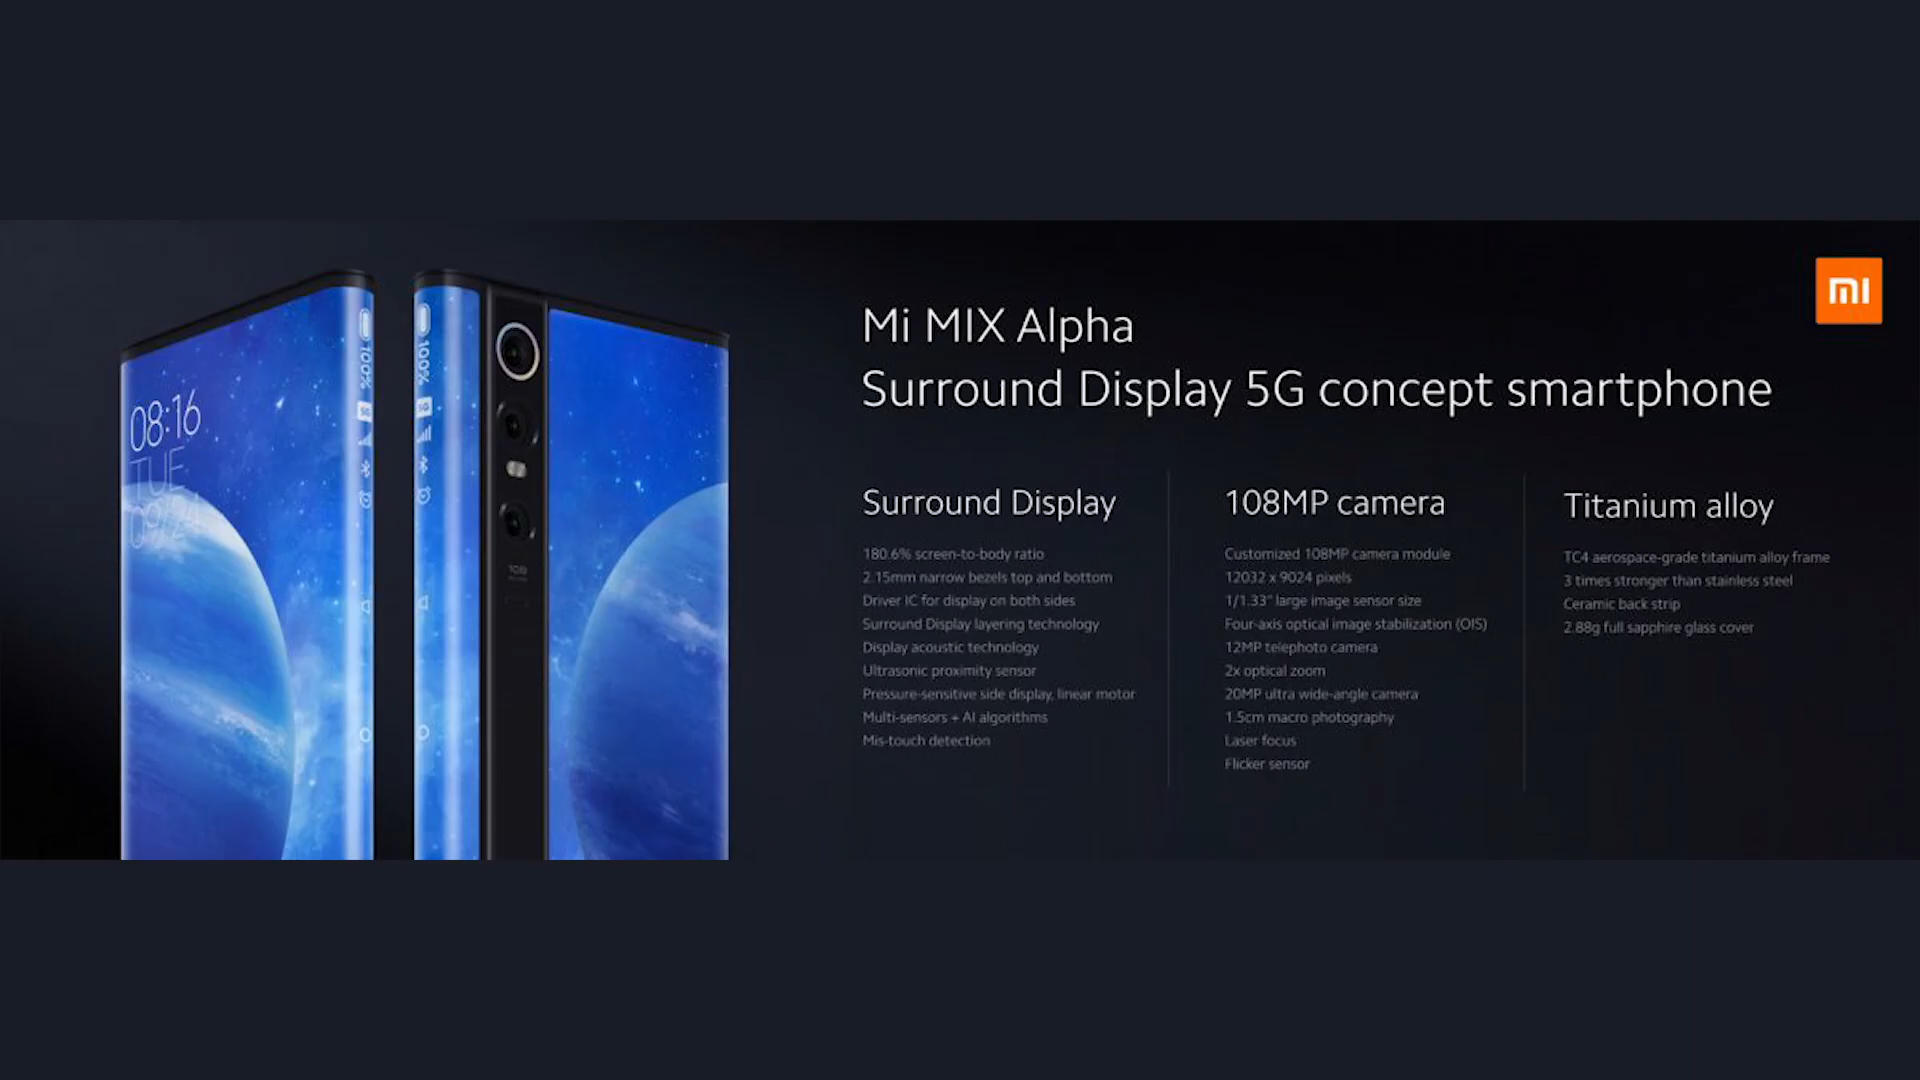 mi
Mi MIX Alpha
Surround Display 5G concept smartphone
Surround Display
180.6% screen-to-body ratio
2.15mm narrow bezels top and bottom
Driver IC for display on both sides
Surround Display layering technology
Display acoustic technology
Ultrasonic proximity sensor
Pressure-sensitive side display, linear motor
Multi-sensors + AI algorithms
Mis-touch detection
108MP camera
Customized 108MP camera module
12032 x 9024 pixels
1/1.33" large image sensor size
Four-axis optical image stabilization (OIS)
12MP telephoto camera
2x optical zoom
20MP ultra wide-angle camera
1.5cm macro photography
Laser focus
Flicker sensor
Titanium alloy
TC4 aerospace-grade titanium alloy frame
3 times stronger than stainless steel
Ceramic back strip
2.88g full sapphire glass cover
08:16
TUE
09/24
100%
5G
100%
5G
108